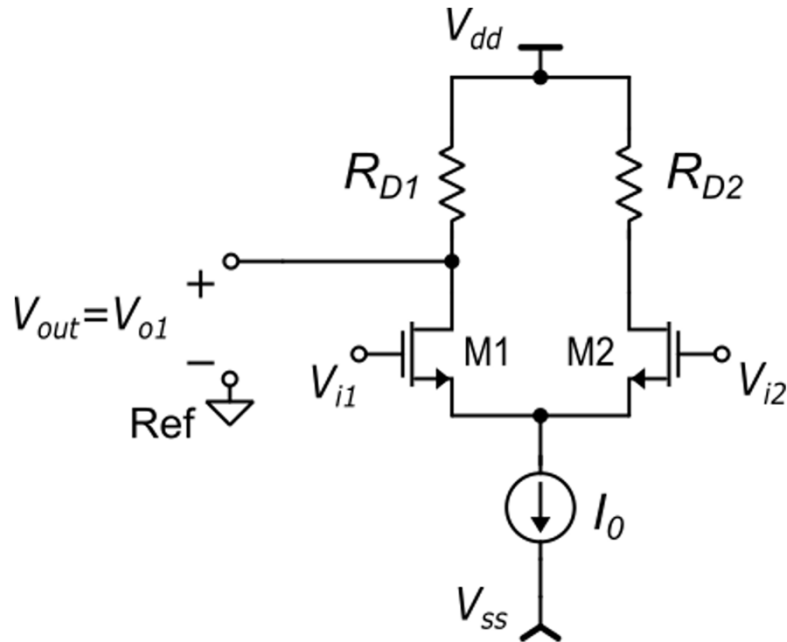 Vdd
RD1
RD2
+
Vout=Vo1
−
Ref
Vi1
M1
M2
Vi2
I0
Vss